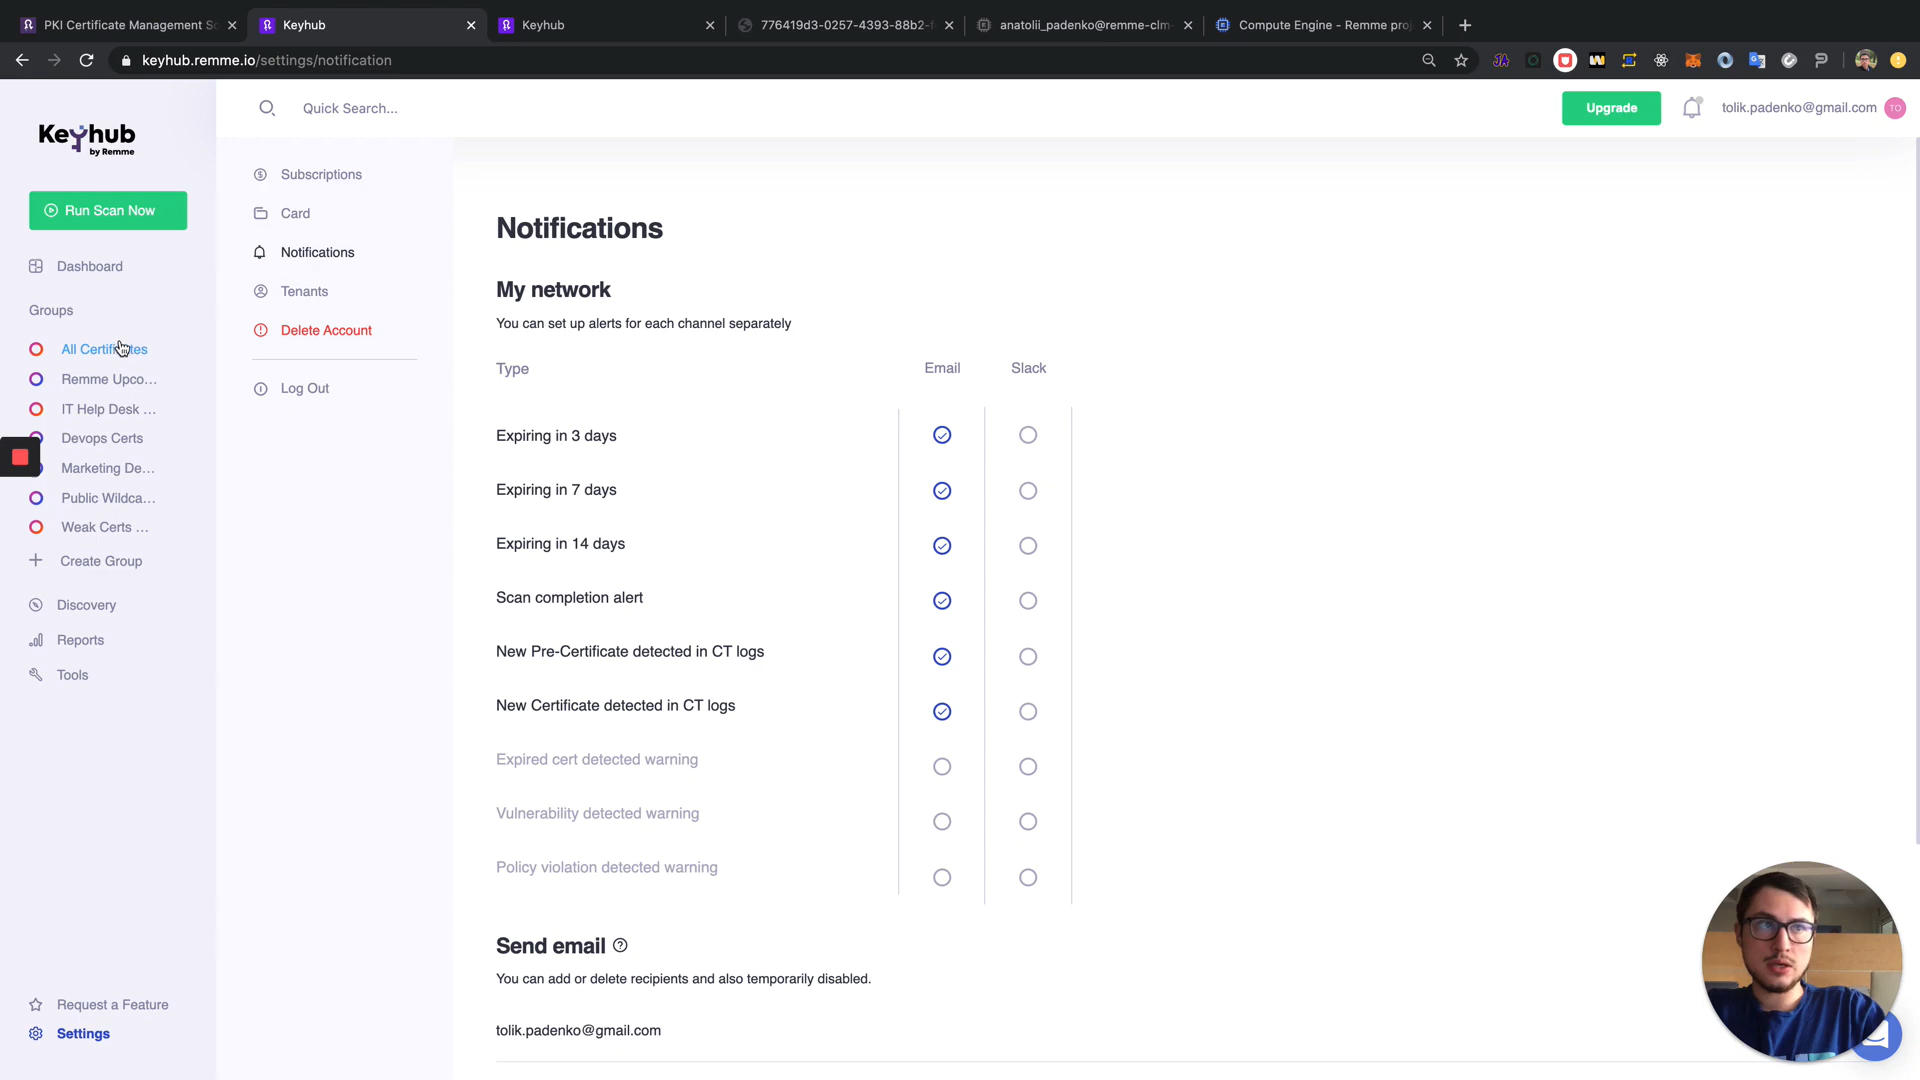 PKI Certificate Management So
Keyhub
Keyhub
776419d3-0257-4393-88b2-f
anatolii_padenko@remme-clm-
Compute Engine - Remme proj
keyhub.remme.io/settings/notification
Keyhub
by Remme
Quick Search...
Upgrade
tolik.padenko@gmail.com
TO
Run Scan Now
Dashboard
Groups
All Certificates
Remme Upco...
IT Help Desk ...
Devops Certs
Marketing De...
Public Wildca...
Weak Certs ...
Create Group
Discovery
Reports
Tools
Request a Feature
Settings
Subscriptions
Card
Notifications
Tenants
Delete Account
Log Out
Notifications
My network
You can set up alerts for each channel separately
Type Email Slack
Expiring in 3 days
Expiring in 7 days
Expiring in 14 days
Scan completion alert
New Pre-Certificate detected in CT logs
New Certificate detected in CT logs
Expired cert detected warning
Vulnerability detected warning
Policy violation detected warning
Send email
You can add or delete recipients and also temporarily disabled.
tolik.padenko@gmail.com